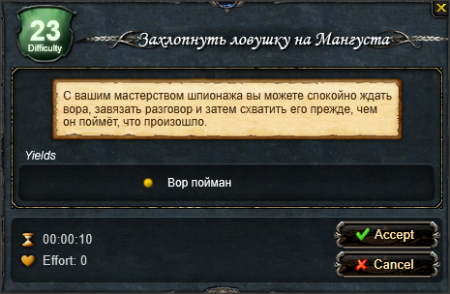 23
Difficulty
Захлопнуть ловушку на Мангуста
С вашим мастерством шпионажа вы можете спокойно ждать
вора, завязать разговор и затем схватить его прежде, чем
он поймёт, что произошло.
Yields
Вор пойман
00:00:10
Effort: 0
Accept
Cancel